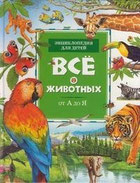 ЭНЦИКЛОПЕДИЯ ДЛЯ ДЕТЕЙ
ВСЁ
О ЖИВОТНЫХ
ОТ А ДО Я